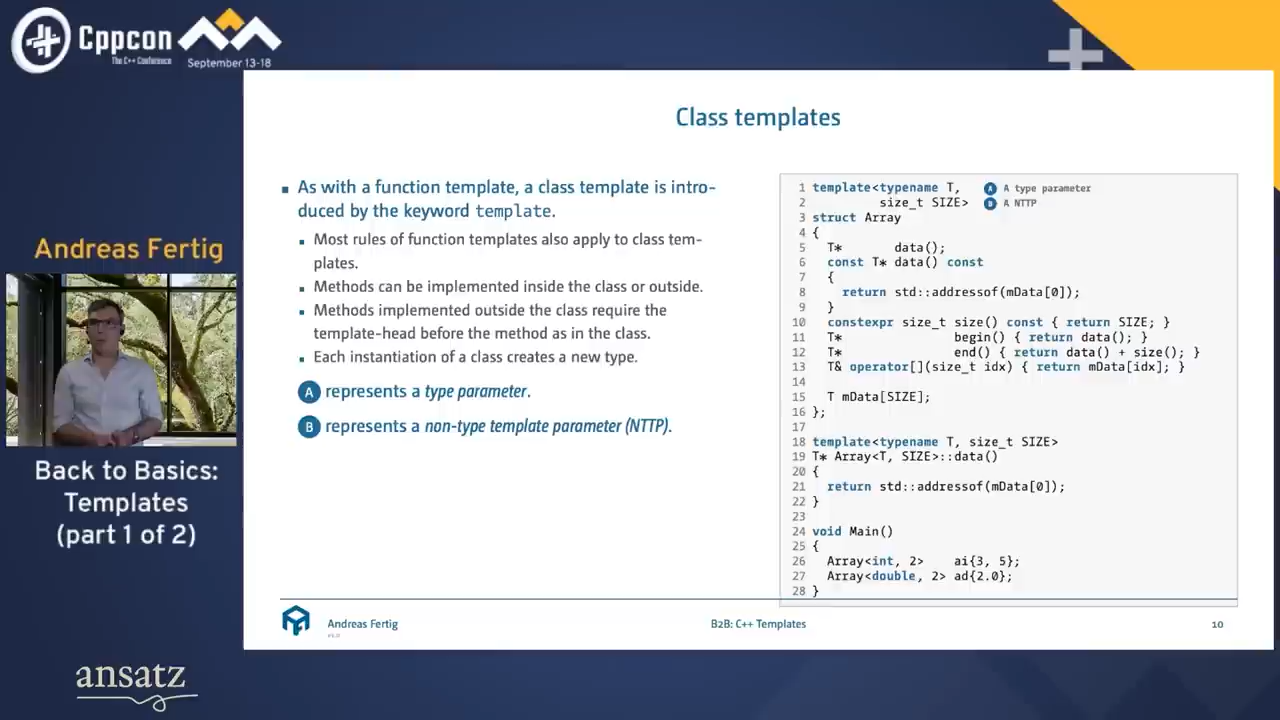 Cppcon
The C++ Conference
September 13-18
Andreas Fertig
Back to Basics:
Templates
(part 1 of 2)
ansatz
Class templates
▪ As with a function template, a class template is intro-
duced by the keyword template.
▪ Most rules of function templates also apply to class tem-
plates.
▪ Methods can be implemented inside the class or outside.
▪ Methods implemented outside the class require the
template-head before the method as in the class.
▪ Each instantiation of a class creates a new type.
A represents a type parameter.
B represents a non-type template parameter (NTTP).
1 template<typename T, A A type parameter
2 size_t SIZE> B A NTTP
3 struct Array
4 {
5 T* data();
6 const T* data() const
7 {
8 return std::addressof(mData[0]);
9 }
10 constexpr size_t size() const { return SIZE; }
11 T* begin() { return data(); }
12 T* end() { return data() + size(); }
13 T& operator[](size_t idx) { return mData[idx]; }
14
15 T mData[SIZE];
16 };
17
18 template<typename T, size_t SIZE>
19 T* Array<T, SIZE>::data()
20 {
21 return std::addressof(mData[0]);
22 }
23
24 void Main()
25 {
26 Array<int, 2> ai{3, 5};
27 Array<double, 2> ad{2.0};
28 }
Andreas Fertig
B2B: C++ Templates
10